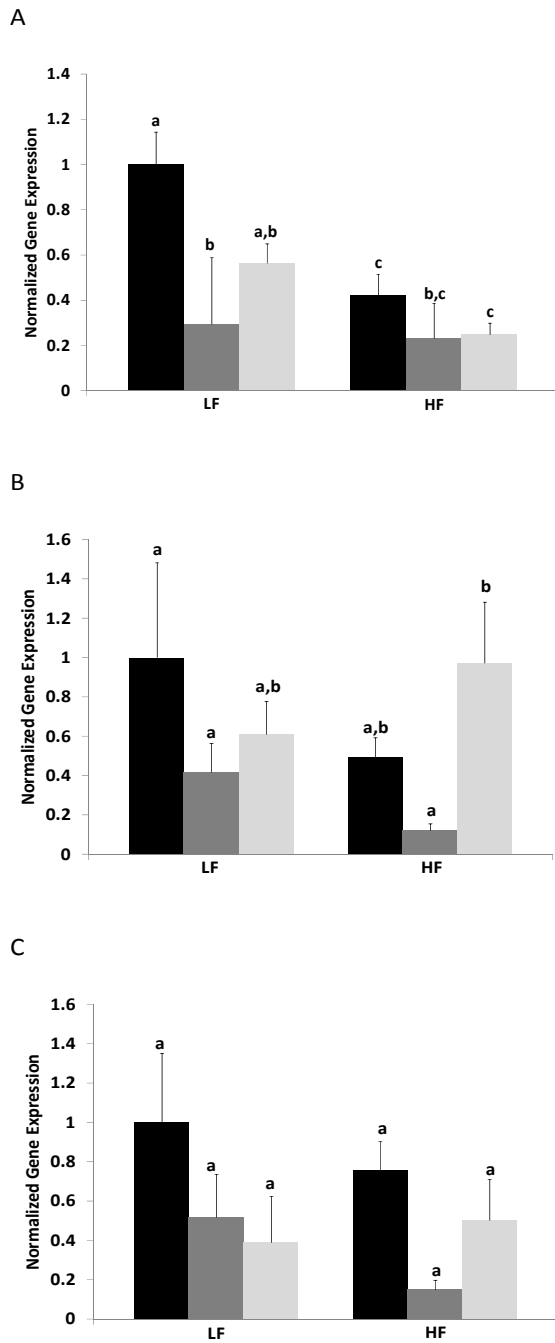 A
Normalized Gene Expression
1.4
1.2
1
0.8
0.6
0.4
0.2
0
a
b
a,b
c
b,c
c
LF HF
B
Normalized Gene Expression
1.6
1.4
1.2
1
0.8
0.6
0.4
0.2
0
a
a
a,b
a,b
a
b
LF HF
C
Normalized Gene Expression
1.6
1.4
1.2
1
0.8
0.6
0.4
0.2
0
a
a
a
a
a
a
LF HF